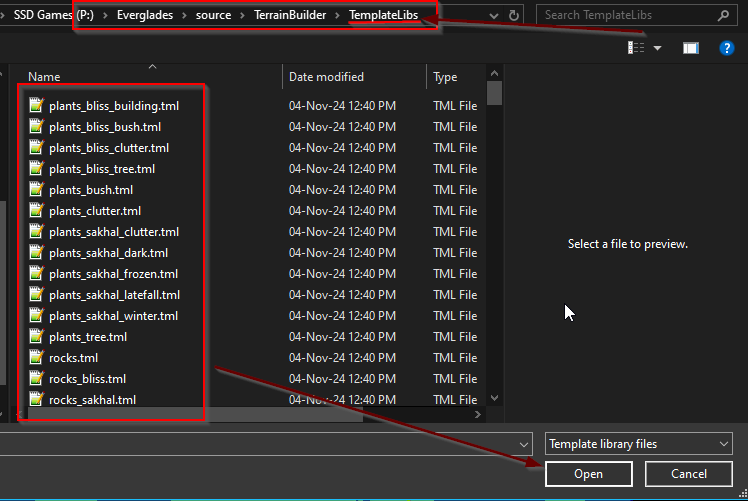 SSD Games (P:) > Everglades > source > TerrainBuilder > TemplateLibs
Search TemplateLibs
Name Date modified Type
plants_bliss_building.tml 04-Nov-24 12:40 PM TML File
plants_bliss_bush.tml 04-Nov-24 12:40 PM TML File
plants_bliss_clutter.tml 04-Nov-24 12:40 PM TML File
plants_bliss_tree.tml 04-Nov-24 12:40 PM TML File
plants_bush.tml 04-Nov-24 12:40 PM TML File
plants_clutter.tml 04-Nov-24 12:40 PM TML File
plants_sakhal_clutter.tml 04-Nov-24 12:40 PM TML File
plants_sakhal_dark.tml 04-Nov-24 12:40 PM TML File
plants_sakhal_frozen.tml 04-Nov-24 12:40 PM TML File
plants_sakhal_latefall.tml 04-Nov-24 12:40 PM TML File
plants_sakhal_winter.tml 04-Nov-24 12:40 PM TML File
plants_tree.tml 04-Nov-24 12:40 PM TML File
rocks.tml 04-Nov-24 12:40 PM TML File
rocks_bliss.tml 04-Nov-24 12:40 PM TML File
rocks_sakhal.tml 04-Nov-24 12:40 PM TML File
Select a file to preview.
Template library files
Open Cancel